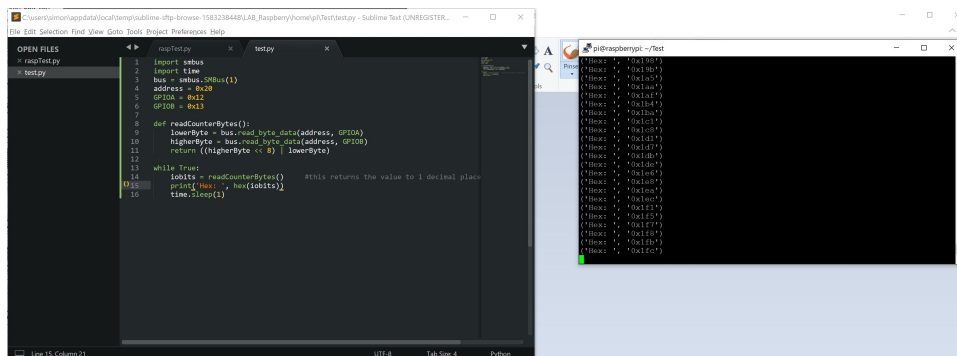 C:\users\simon\appdata\local\temp\sublime-sftp-browse-1583238448\LAB_Raspberry\home\pi\Test\test.py - Sublime Text (UNREGISTER...
File Edit Selection Find View Goto Tools Project Preferences Help
OPEN FILES
× raspTest.py
× test.py
raspTest.py ×
test.py ×
1 import smbus
2 import time
3 bus = smbus.SMBus(1)
4 address = 0x20
5 GPIOA = 0x12
6 GPIOB = 0x13
7
8 def readCounterBytes():
9 lowerByte = bus.read_byte_data(address, GPIOA)
10 higherByte = bus.read_byte_data(address, GPIOB)
11 return ((higherByte << 8) | lowerByte)
12
13 while True:
14 iobits = readCounterBytes() #this returns the value to 1 decimal place
15 print('Hex: ', hex(iobits))
16 time.sleep(1)
Line 15, Column 21
UTF-8
Tab Size: 4
Python
A
Pinse
ols
pi@raspberrypi: ~/Test
('Hex: ', '0x198')
('Hex: ', '0x19b')
('Hex: ', '0x1a5')
('Hex: ', '0x1aa')
('Hex: ', '0x1af')
('Hex: ', '0x1b4')
('Hex: ', '0x1ba')
('Hex: ', '0x1c1')
('Hex: ', '0x1c8')
('Hex: ', '0x1d1')
('Hex: ', '0x1d7')
('Hex: ', '0x1db')
('Hex: ', '0x1de')
('Hex: ', '0x1e6')
('Hex: ', '0x1e8')
('Hex: ', '0x1ea')
('Hex: ', '0x1ec')
('Hex: ', '0x1f1')
('Hex: ', '0x1f5')
('Hex: ', '0x1f7')
('Hex: ', '0x1f8')
('Hex: ', '0x1fb')
('Hex: ', '0x1fc')